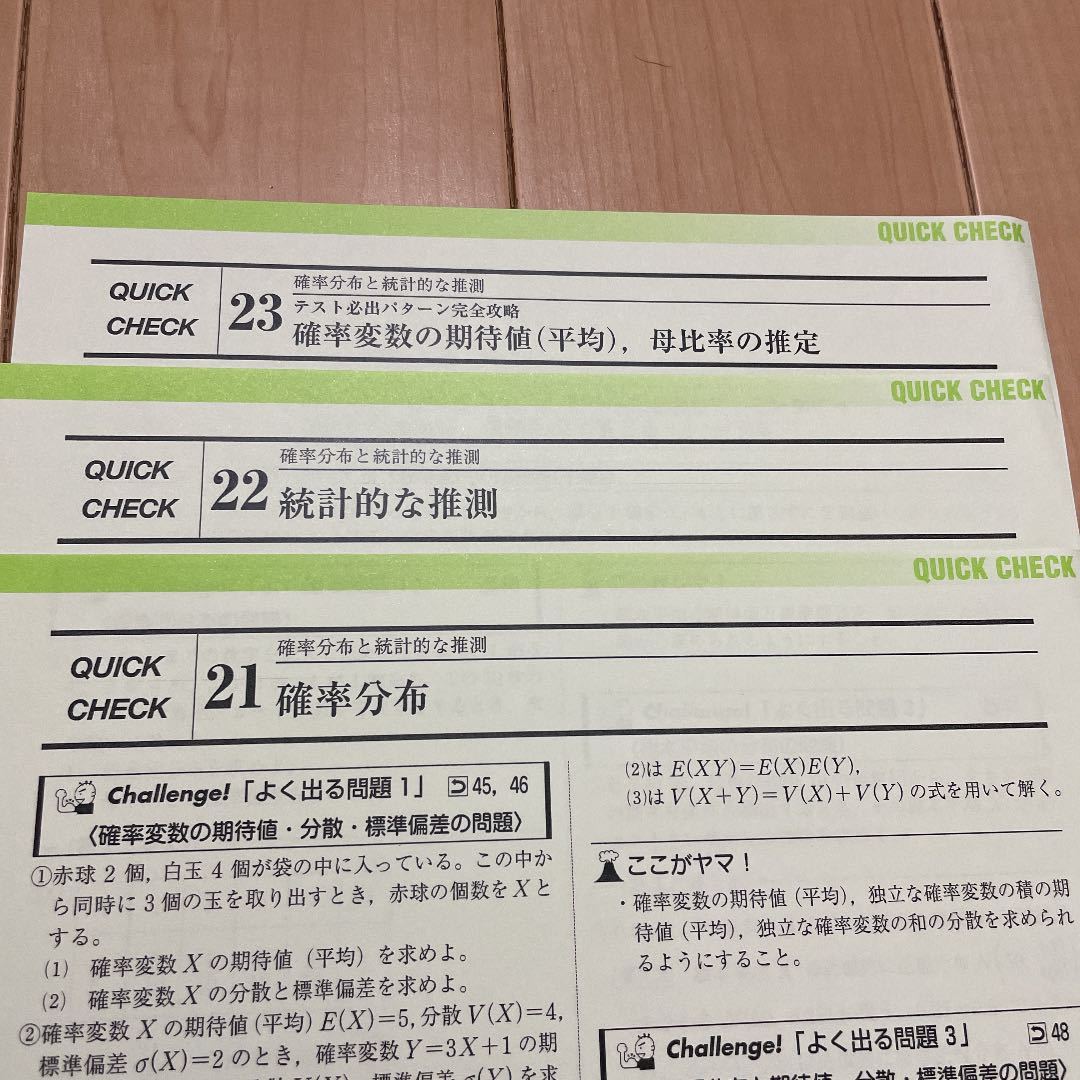 QUICK CHECK
QUICK
CHECK
23
確率分布と統計的な推測
テスト必出パターン完全攻略
確率変数の期待値(平均)，母比率の推定
QUICK CHECK
QUICK
CHECK
22
確率分布と統計的な推測
統計的な推測
QUICK CHECK
QUICK
CHECK
21
確率分布と統計的な推測
確率分布
Challenge!「よく出る問題1」 45，46
〈確率変数の期待値・分散・標準偏差の問題〉
①赤球 2 個，白玉 4 個が袋の中に入っている。この中か
ら同時に 3 個の玉を取り出すとき，赤球の個数を X と
する。
(1) 確率変数 X の期待値（平均）を求めよ。
(2) 確率変数 X の分散と標準偏差を求めよ。
②確率変数 X の期待値(平均) E(X)=5, 分散 V(X)=4,
標準偏差 σ(X)=2 のとき，確率変数 Y=3X+1 の期
(2)は E(XY)=E(X)E(Y),
(3)は V(X+Y)=V(X)+V(Y) の式を用いて解く。
ここがヤマ！
・確率変数の期待値（平均），独立な確率変数の積の期
待値（平均），独立な確率変数の和の分散を求められ
るようにすること。
Challenge!「よく出る問題3」 48
期待値・分散・標準偏差の問題〉